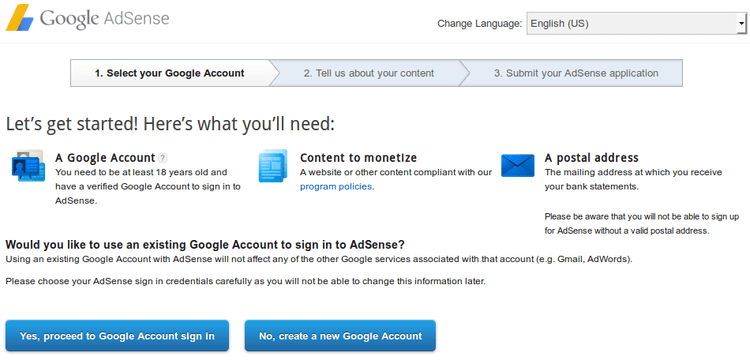 Google AdSense
Change Language: English (US)
1. Select your Google Account
2. Tell us about your content
3. Submit your AdSense application
Let's get started! Here's what you'll need:
A Google Account ?
You need to be at least 18 years old and
have a verified Google Account to sign in to
AdSense.
Content to monetize
A website or other content compliant with our
program policies.
A postal address
The mailing address at which you receive
your bank statements.
Please be aware that you will not be able to sign up
for AdSense without a valid postal address.
Would you like to use an existing Google Account to sign in to AdSense?
Using an existing Google Account with AdSense will not affect any of the other Google services associated with that account (e.g. Gmail, AdWords).
Please choose your AdSense sign in credentials carefully as you will not be able to change this information later.
Yes, proceed to Google Account sign in
No, create a new Google Account